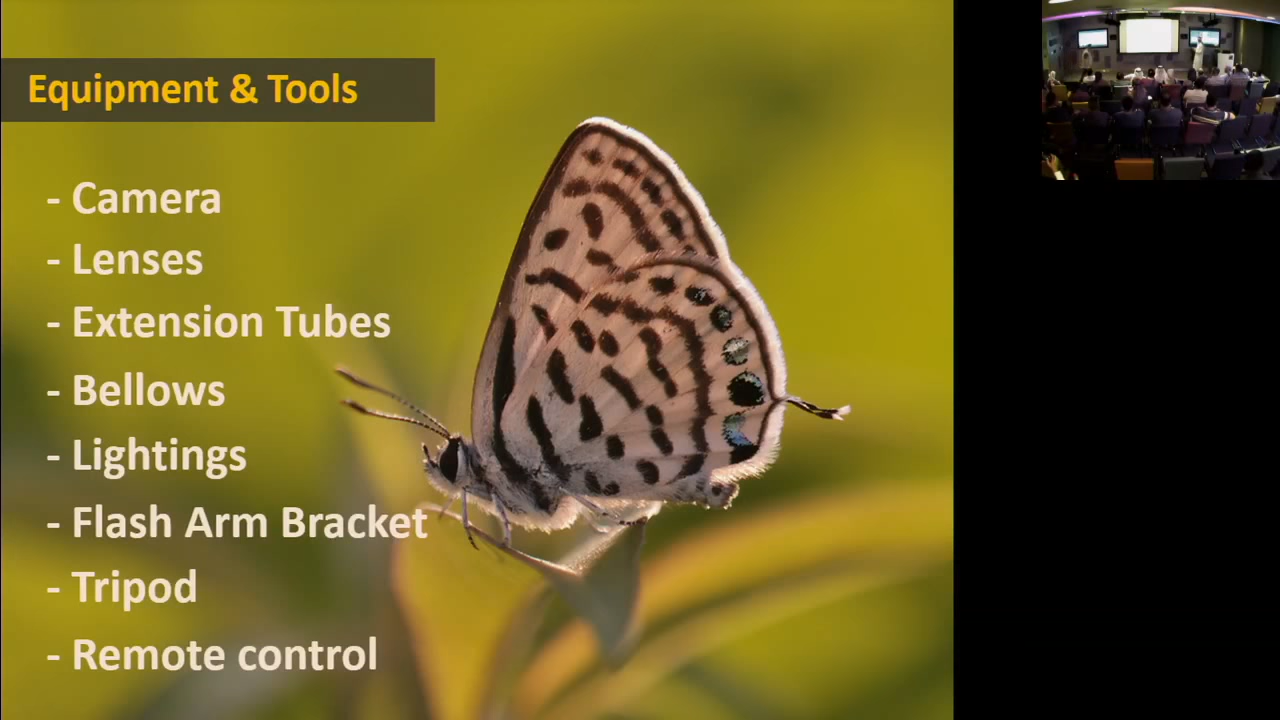 Equipment & Tools
- Camera
- Lenses
- Extension Tubes
- Bellows
- Lightings
- Flash Arm Bracket
- Tripod
- Remote control